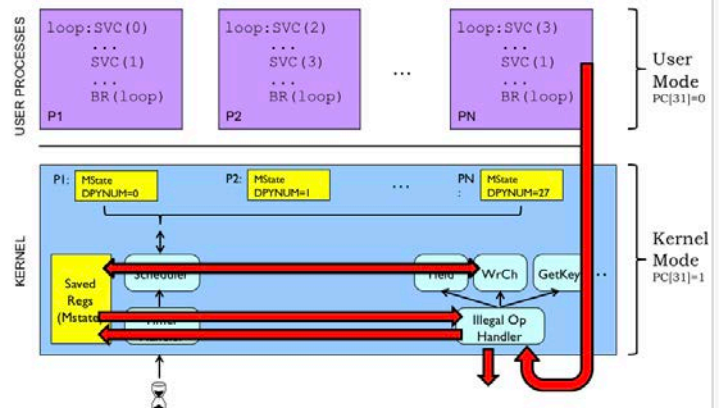 USER PROCESSES
loop:SVC(0)
...
SVC(1)
...
BR(loop)
P1
loop:SVC(2)
...
SVC(3)
...
BR(loop)
P2
...
loop:SVC(3)
...
SVC(1)
...
BR(loop)
PN
User
Mode
PC[31]=0
KERNEL
P1:
MState
DPYNUM=0
P2:
MState
DPYNUM=1
...
PN
:
MState
DPYNUM=27
Kernel
Mode
PC[31]=1
Saved
Regs
(Mstate)
Scheduler
WrCh
GetKey
..
Illegal Op
Handler